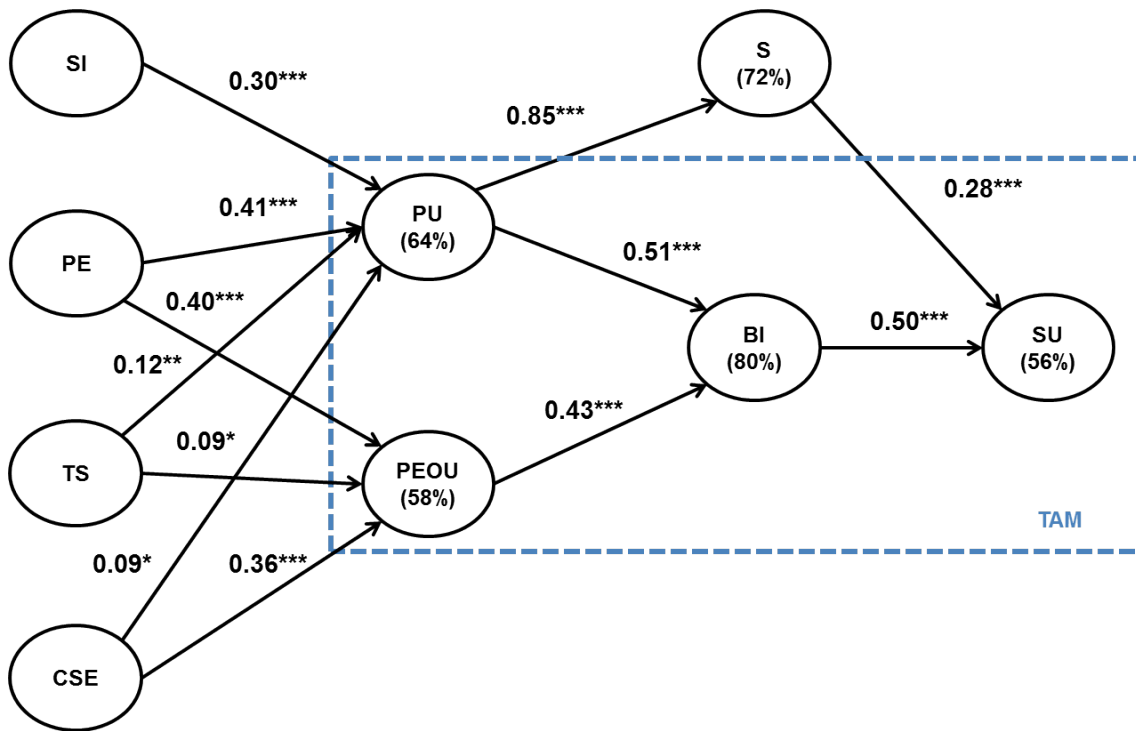 SI
0.30***
S
(72%)
0.85***
PE
0.41***
PU
(64%)
0.28***
0.40***
0.51***
0.12**
BI
(80%)
0.50***
SU
(56%)
TS
0.09*
0.43***
PEOU
(58%)
TAM
0.09*
0.36***
CSE